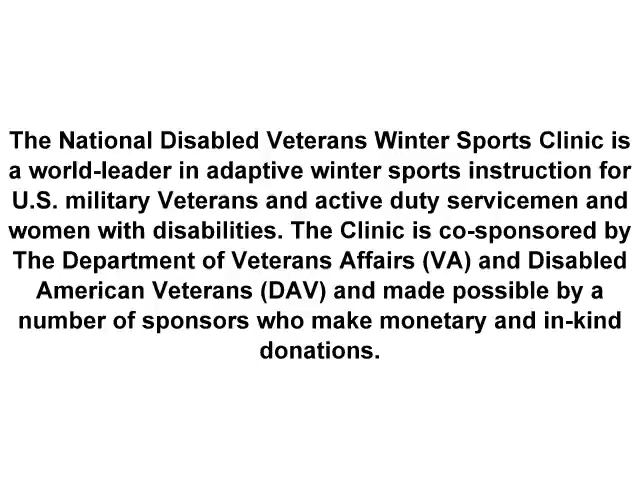 The National Disabled Veterans Winter Sports Clinic is
a world-leader in adaptive winter sports instruction for
U.S. military Veterans and active duty servicemen and
women with disabilities. The Clinic is co-sponsored by
The Department of Veterans Affairs (VA) and Disabled
American Veterans (DAV) and made possible by a
number of sponsors who make monetary and in-kind
donations.